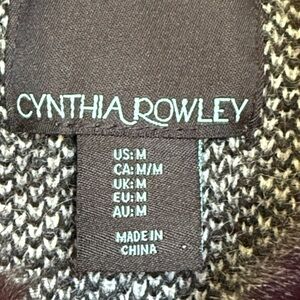 CYNTHIA ROWLEY
US: M
CA: M/M
UK: M
EU: M
AU: M
MADE IN
CHINA